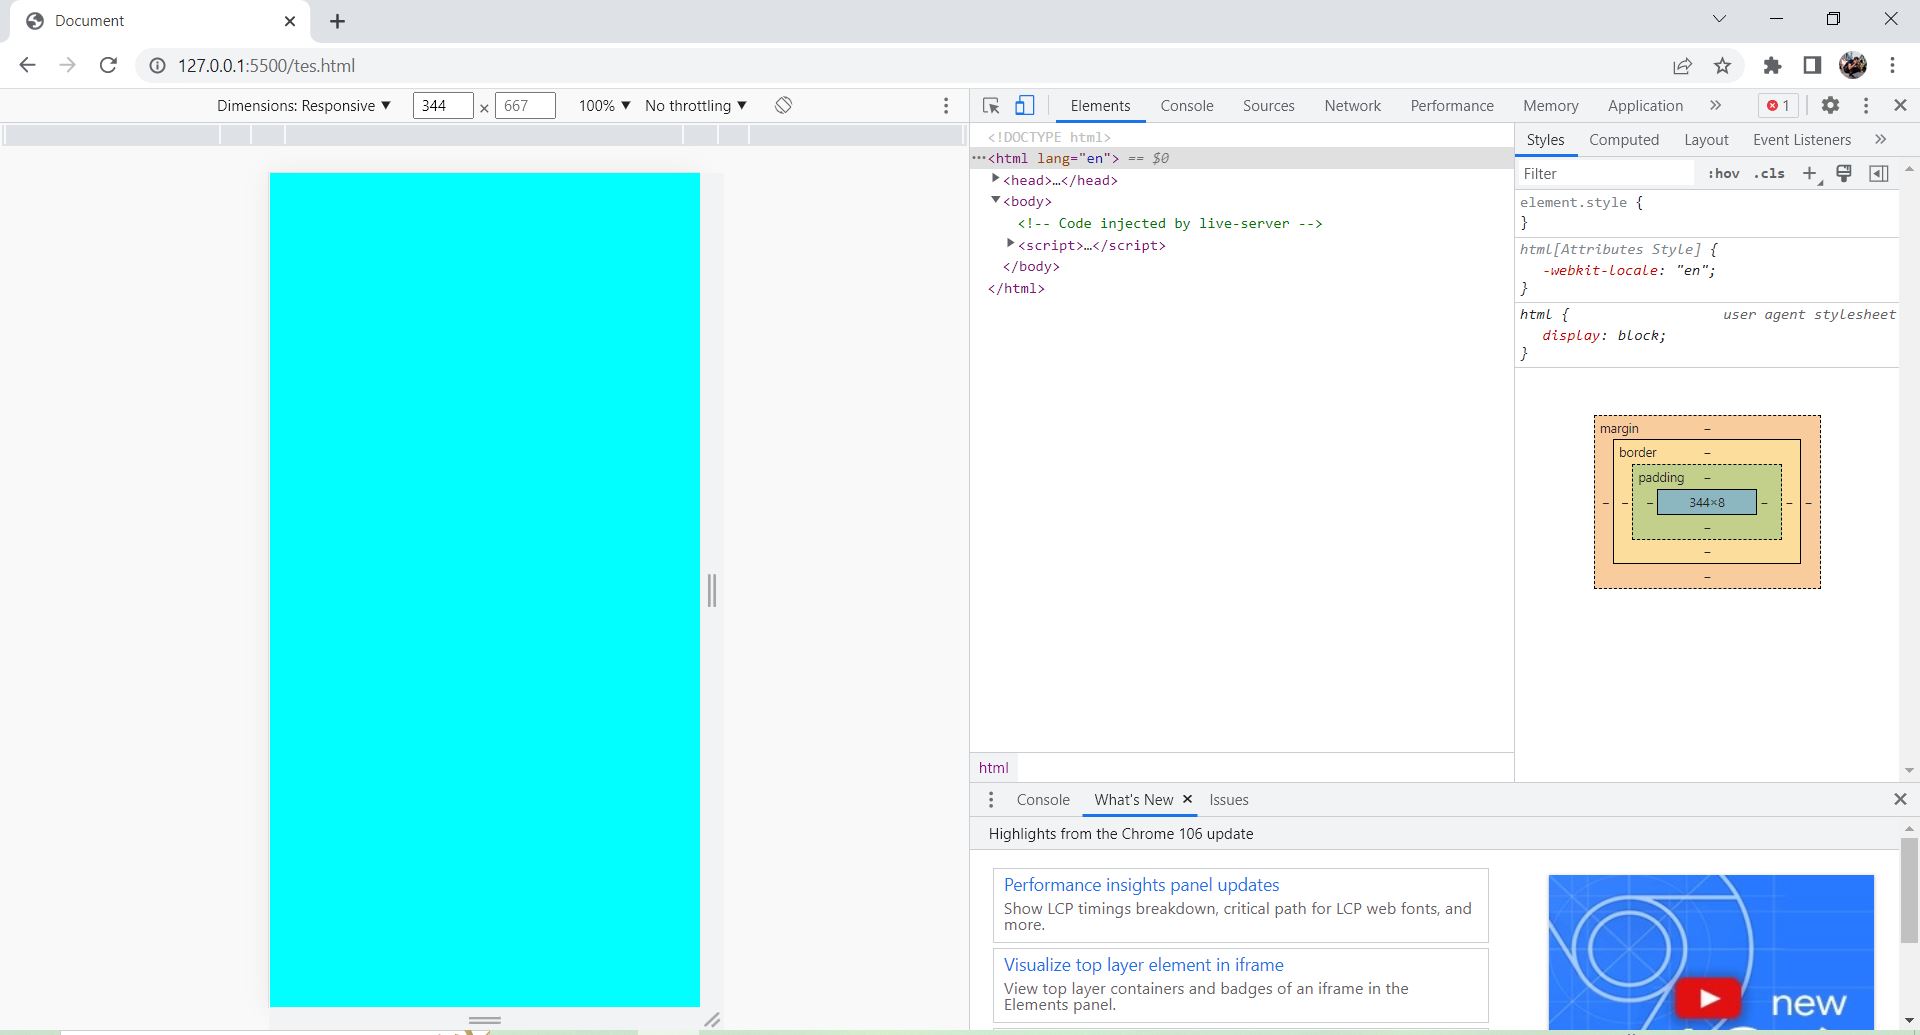 Document
127.0.0.1:5500/tes.html
Dimensions: Responsive ▼ 344 × 667 100% ▼ No throttling ▼
Elements Console Sources Network Performance Memory Application » 1
<!DOCTYPE html>
···<html lang="en"> == $0
<head>…</head>
<body>
<!-- Code injected by live-server -->
<script>…</script>
</body>
</html>
html
Styles Computed Layout Event Listeners »
Filter :hov .cls +
element.style {
}
html[Attributes Style] {
-webkit-locale: "en";
}
html { user agent stylesheet
display: block;
}
margin –
border –
padding –
– – – 344×8 – – –
–
–
–
Console What's New × Issues
Highlights from the Chrome 106 update
Performance insights panel updates
Show LCP timings breakdown, critical path for LCP web fonts, and
more.
Visualize top layer element in iframe
View top layer containers and badges of an iframe in the
Elements panel.
new